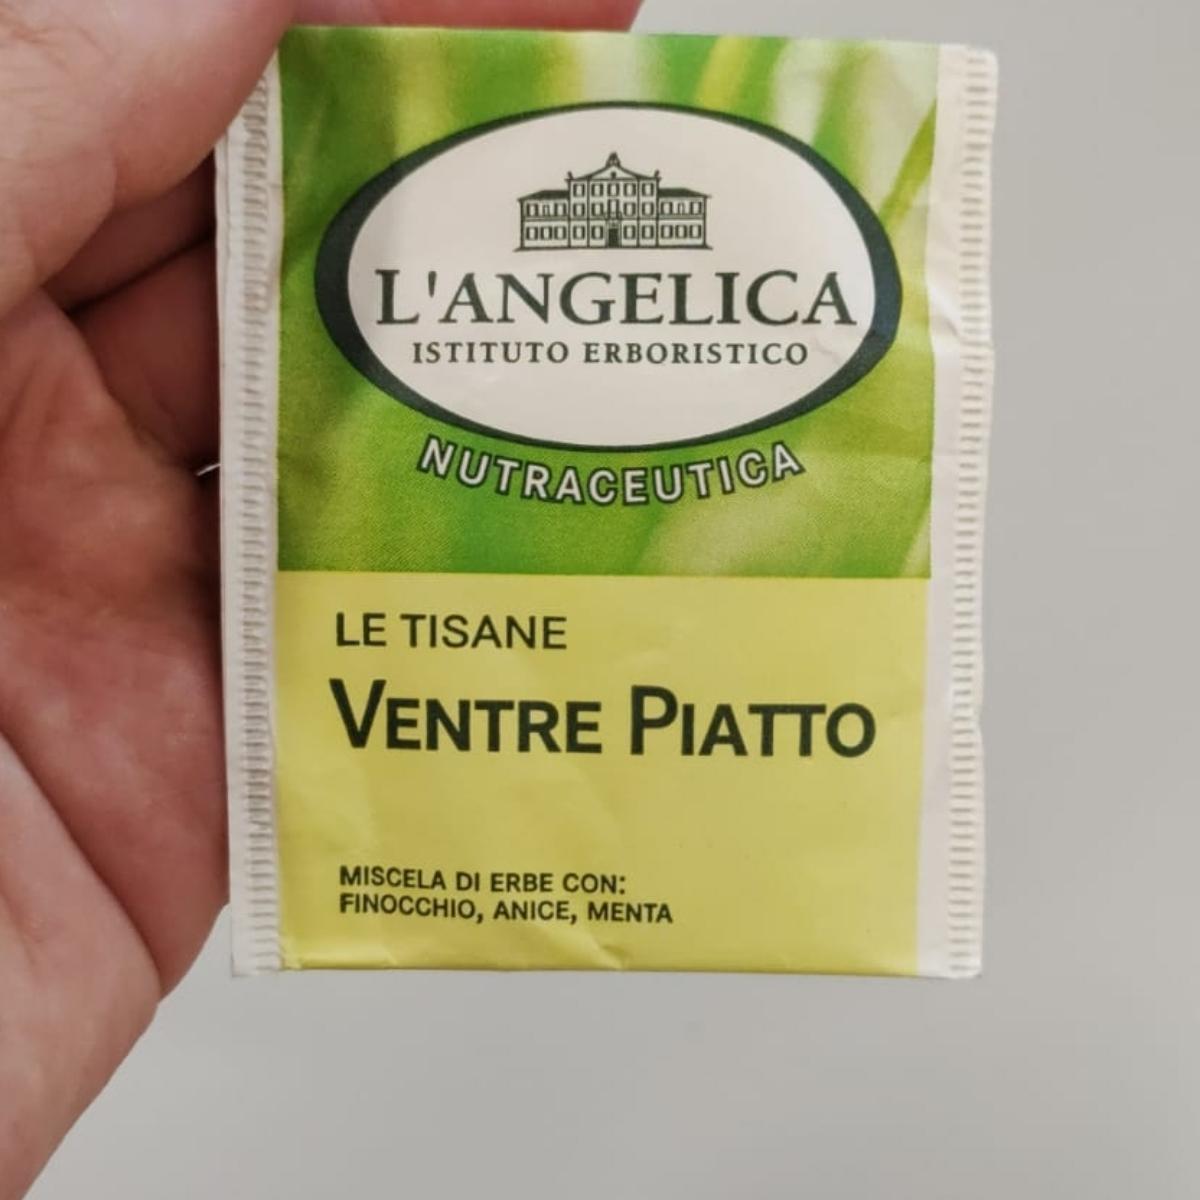 L'ANGELICA
ISTITUTO ERBORISTICO
NUTRACEUTICA
LE TISANE
VENTRE PIATTO
MISCELA DI ERBE CON:
FINOCCHIO, ANICE, MENTA